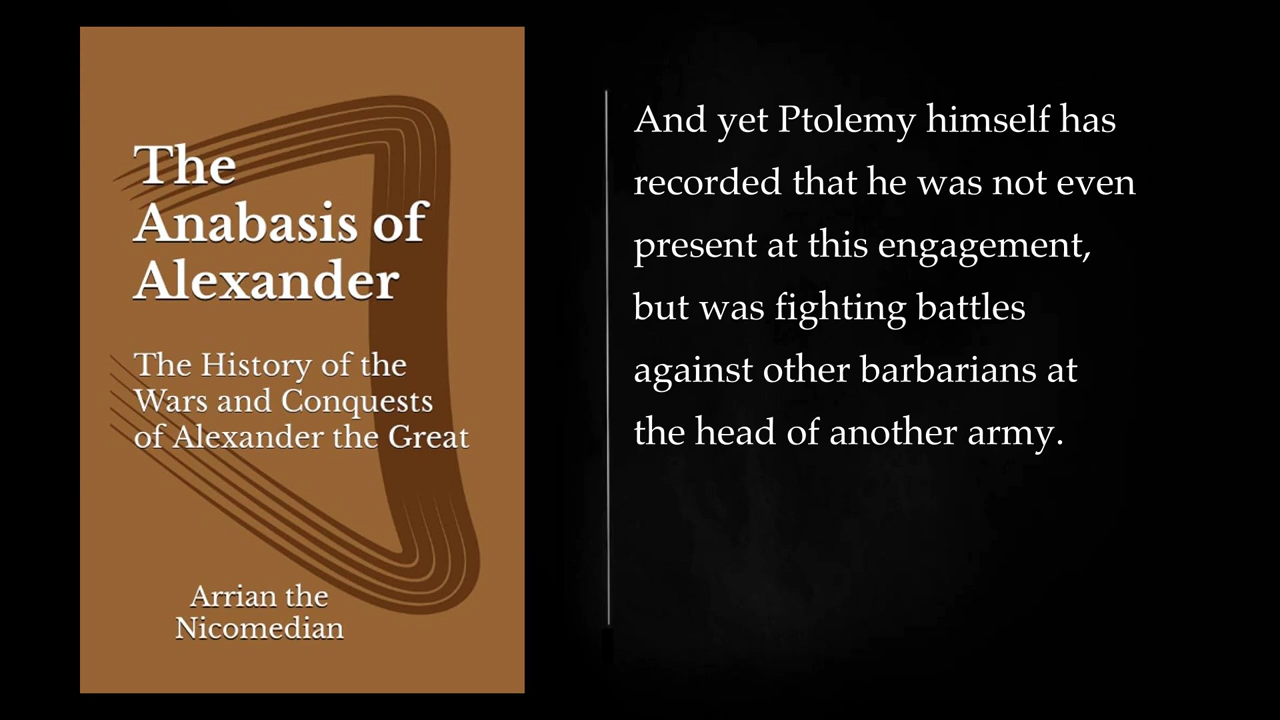 The
Anabasis of
Alexander
The History of the
Wars and Conquests
of Alexander the Great
Arrian the
Nicomedian
And yet Ptolemy himself has
recorded that he was not even
present at this engagement,
but was fighting battles
against other barbarians at
the head of another army.